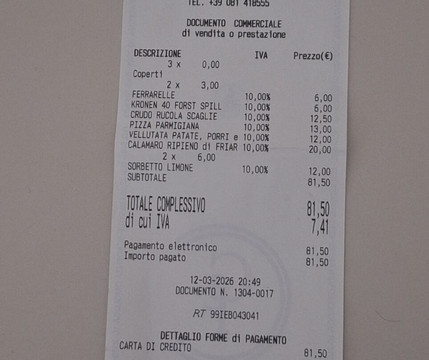 TEL. +39 081 418555
DOCUMENTO COMMERCIALE
di vendita o prestazione
DESCRIZIONE IVA Prezzo(€)
3 x 0,00
Coperti
2 x 3,00
FERRARELLE 10,00% 6,00
KRONEN 40 FORST SPILL 10,00% 6,00
CRUDO RUCOLA SCAGLIE 10,00% 12,50
PIZZA PARMIGIANA 10,00% 13,00
VELLUTATA PATATE, PORRI e 10,00% 12,00
CALAMARO RIPIENO di FRIAR 10,00% 20,00
2 x 6,00
SORBETTO LIMONE 10,00% 12,00
SUBTOTALE 81,50
TOTALE COMPLESSIVO 81,50
di cui IVA 7,41
Pagamento elettronico 81,50
Importo pagato 81,50
12-03-2026 20:49
DOCUMENTO N. 1304-0017
RT 99IEB043041
DETTAGLIO FORME di PAGAMENTO
CARTA DI CREDITO 81,50